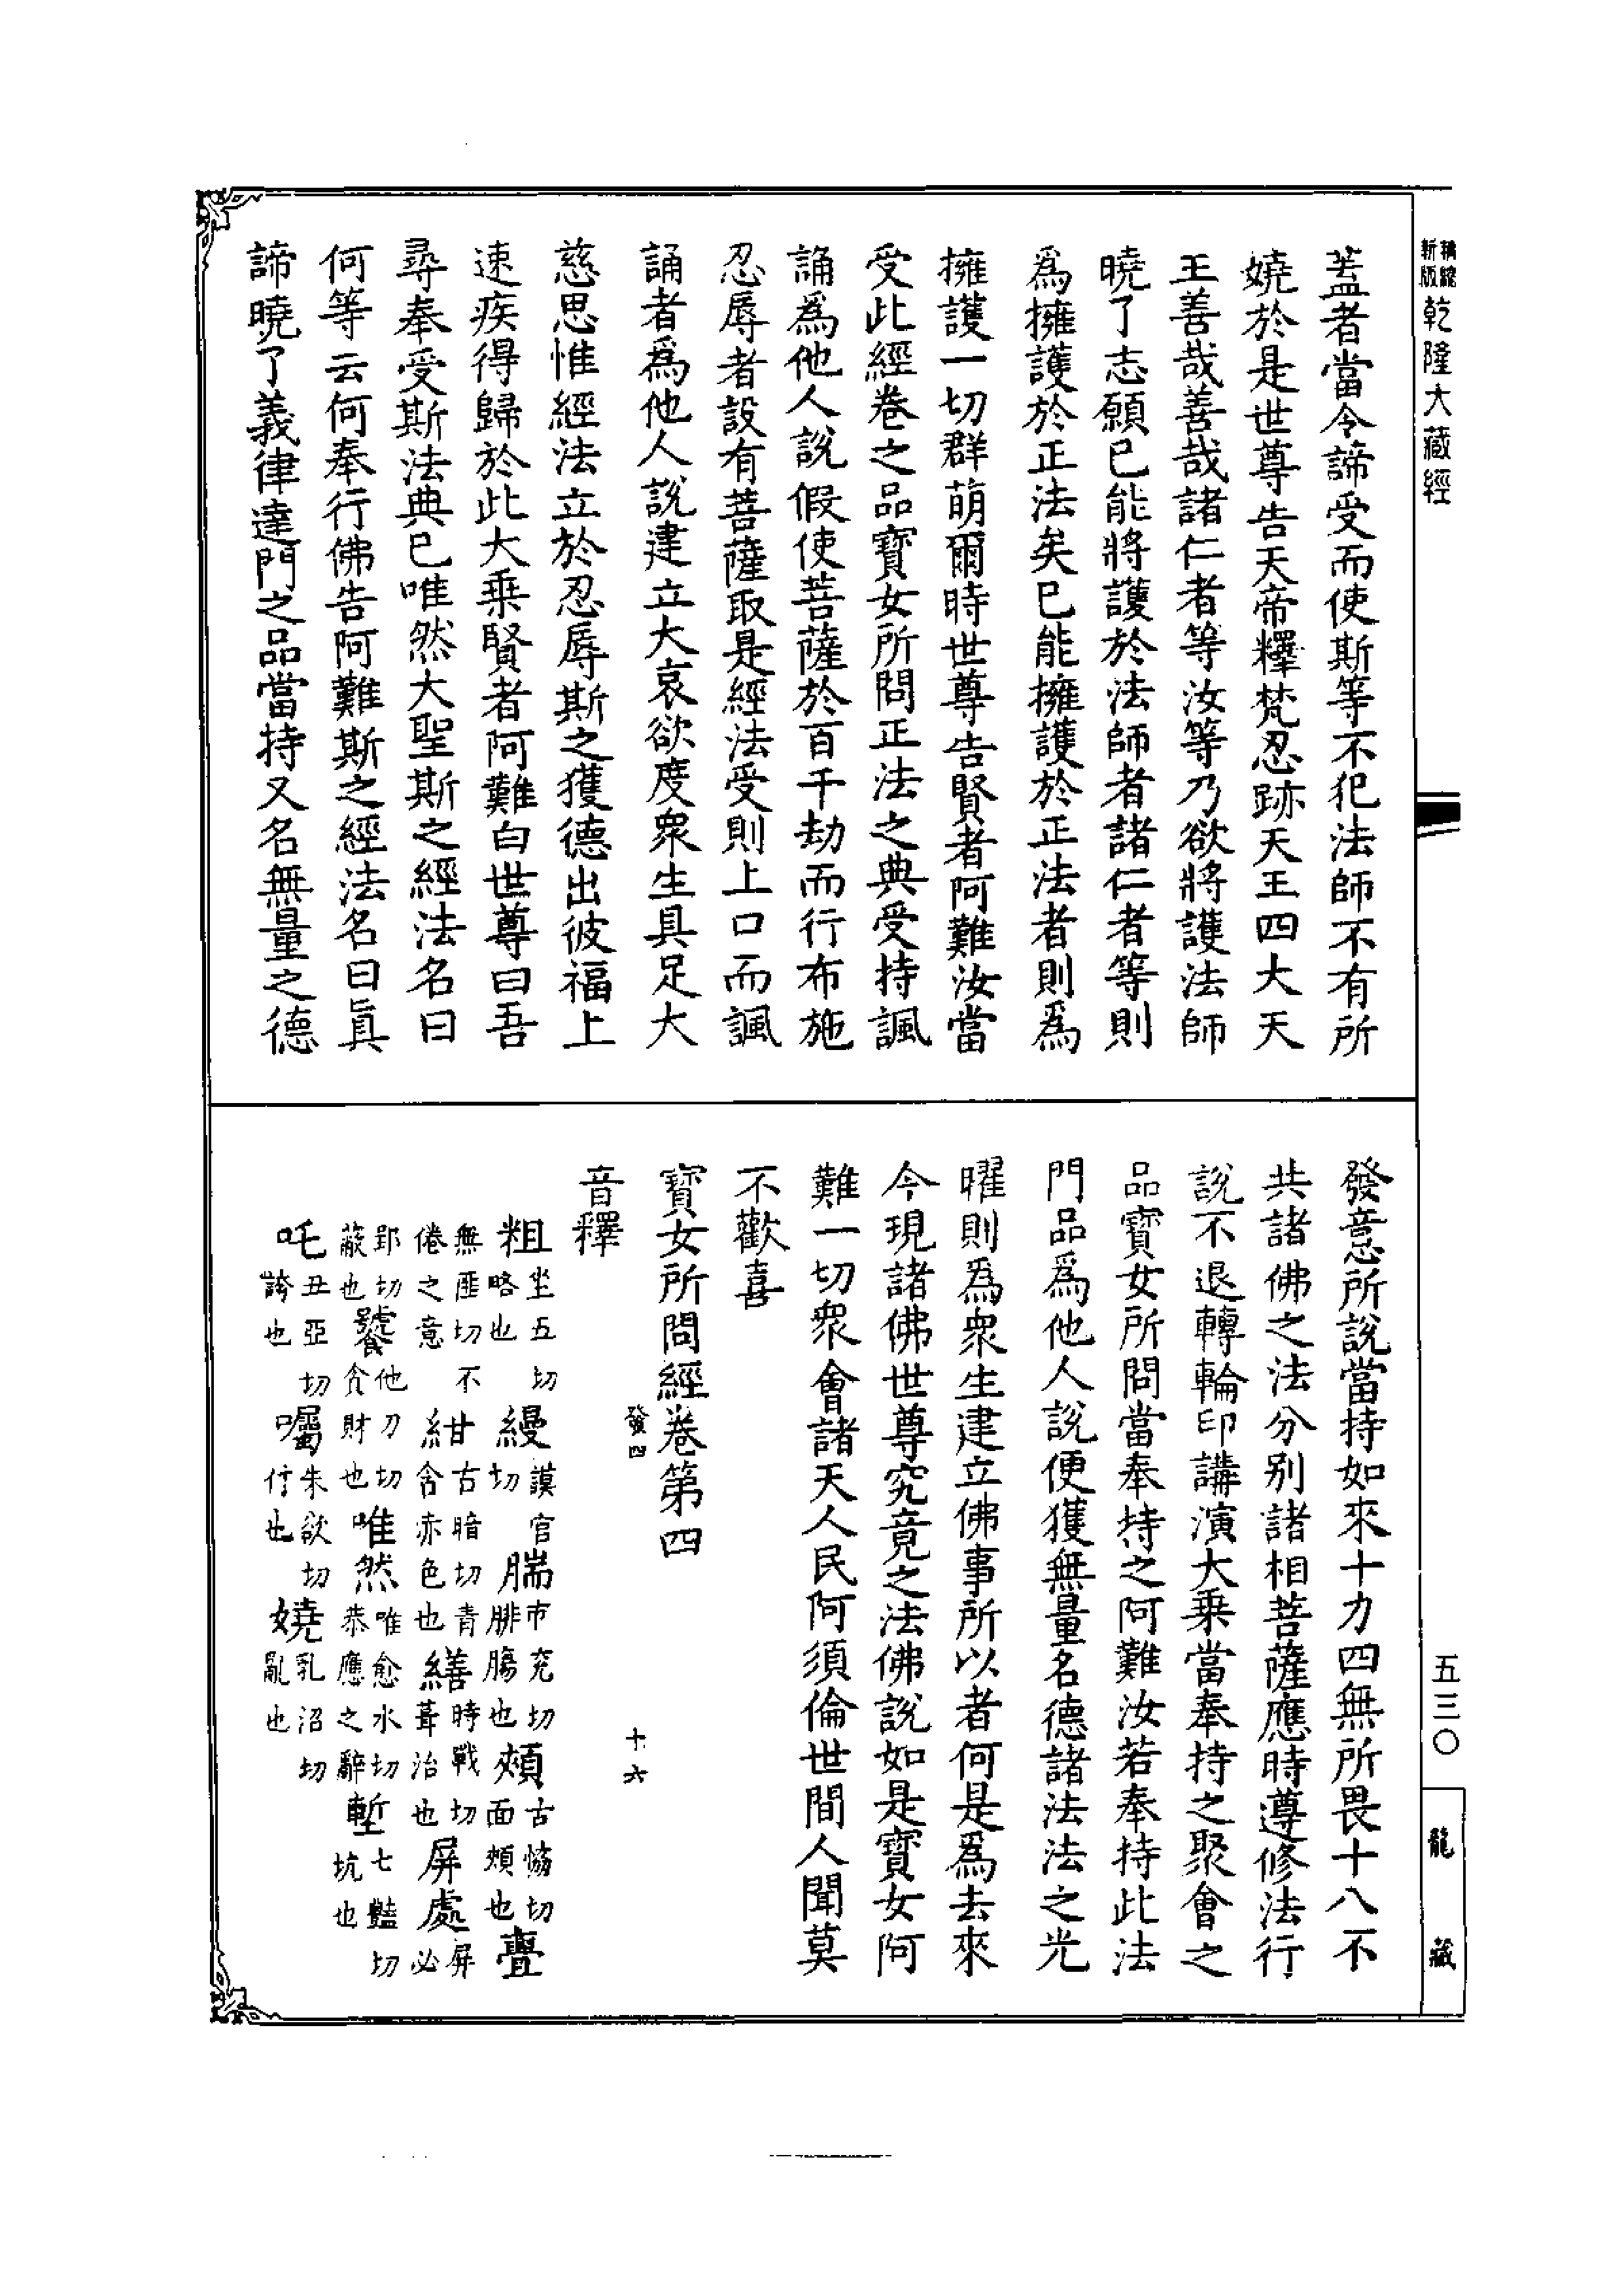 精縮
新版
乾隆大藏經
蓋者當令諦受而使斯等不犯法師不有所
嬈於是世尊告天帝釋梵忍跡天王四大天
王善哉善哉諸仁者等汝等乃欲將護法師
曉了志願已能將護於法師者諸仁者等則
為擁護於正法矣已能擁護於正法者則為
擁護一切群萌爾時世尊告賢者阿難汝當
受此經卷之品寶女所問正法之典受持諷
誦為他人說假使菩薩於百千劫而行布施
忍辱者設有菩薩取是經法受則上口而諷
誦者為他人說建立大哀欲度眾生具足大
慈思惟經法立於忍辱斯之獲德出彼福上
速疾得歸於此大乘賢者阿難白世尊曰吾
尋奉受斯法典已唯然大聖斯之經法名曰
何等云何奉行佛告阿難斯之經法名曰真
諦曉了義律達門之品當持又名無量之德
發意所說當持如來十力四無所畏十八不
共諸佛之法分別諸相菩薩應時遵修法行
說不退轉輪印講演大乘當奉持之聚會之
品寶女所問當奉持之阿難汝若奉持此法
門品為他人說便獲無量名德諸法法之光
曜則為眾生建立佛事所以者何是為去來
今現諸佛世尊究竟之法佛說如是寶女阿
難一切眾會諸天人民阿須倫世間人聞莫
不歡喜
寶女所問經卷第四
發四 十六
音釋
粗坐五切略也 縵謨官切 腨市兗切腓腸也 頰古協切面頰也 亹
無匪切不倦之意 紺古暗切青含赤色也 繕時戰切葺治也 屏處屏必
郢切蔽也 饕他刀切貪財也 唯然唯愈水切恭應之辭 塹七豔切坑也
吒丑亞切誇也 囑朱欲切付也 嬈乳沼切亂也
五三〇
龍藏